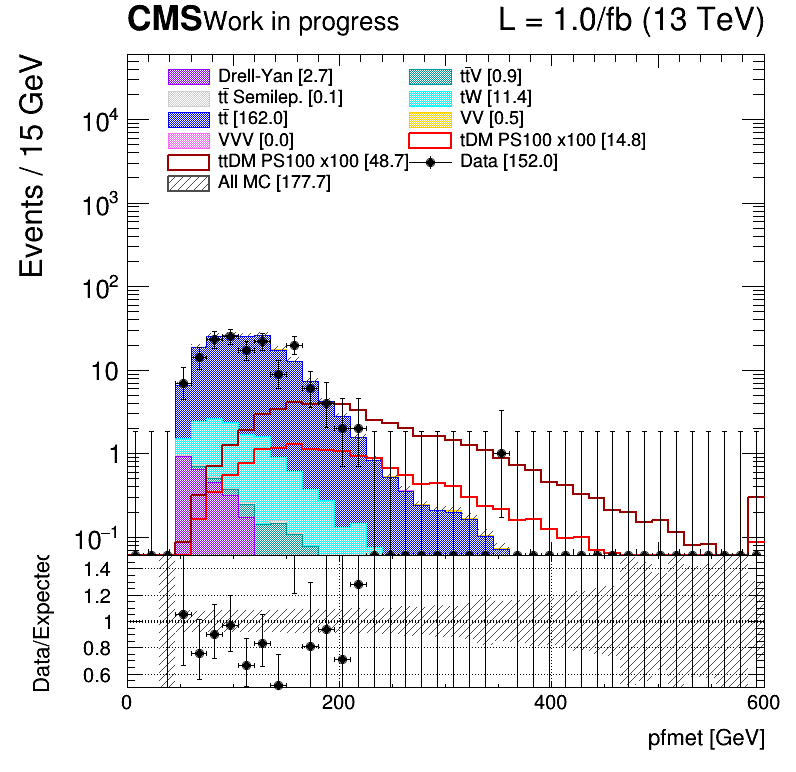 CMS Work in progress L = 1.0/fb (13 TeV)
Events / 15 GeV
Drell-Yan [2.7]
tt̄V [0.9]
tt̄ Semilep. [0.1]
tW [11.4]
tt̄ [162.0]
VV [0.5]
VVV [0.0]
tDM PS100 x100 [14.8]
ttDM PS100 x100 [48.7]
Data [152.0]
All MC [177.7]
10⁴
10³
10²
10
1
10⁻¹
Data/Expected
1.4
1.2
1
0.8
0.6
0 200 400 600
pfmet [GeV]